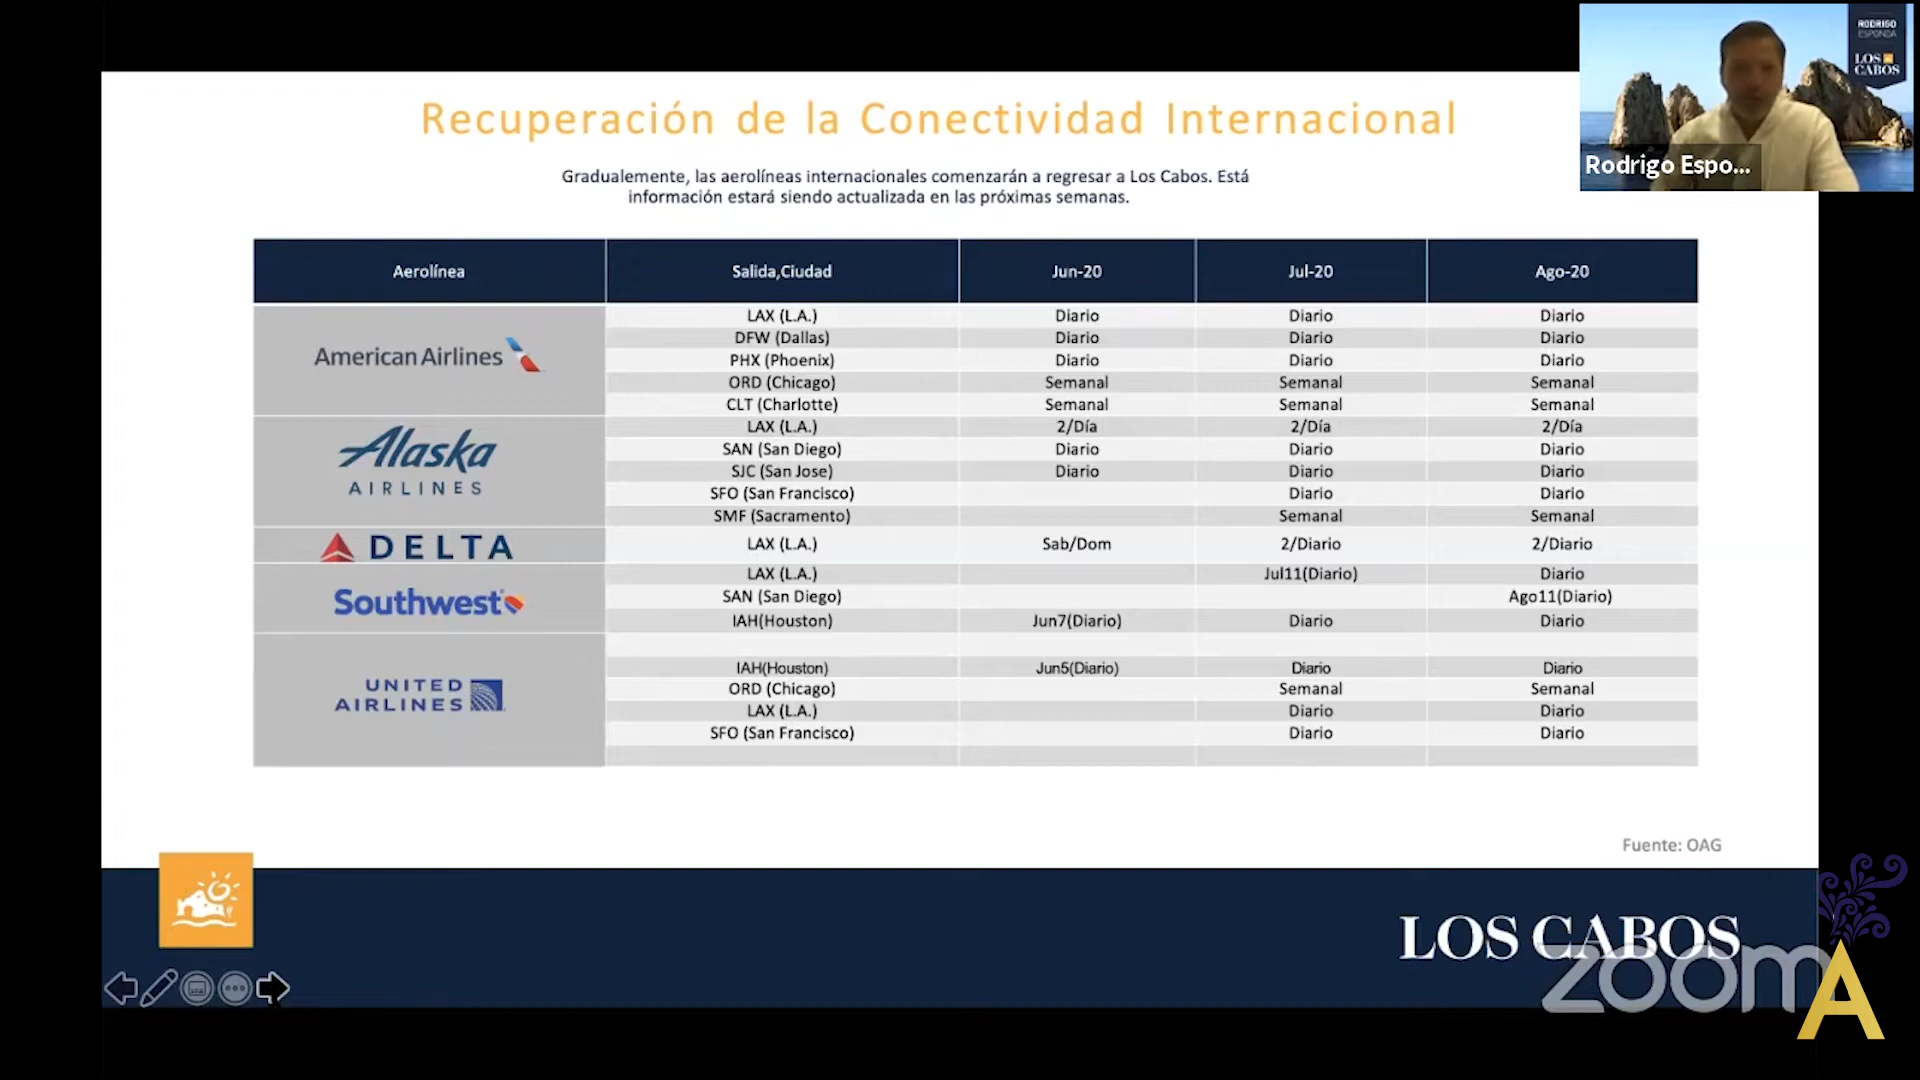 Recuperación de la Conectividad Internacional
Gradualmente, las aerolíneas internacionales comenzarán a regresar a Los Cabos. Está
información estará siendo actualizada en las próximas semanas.
RODRIGO
ESPONDA
LOS
CABOS
Rodrigo Espo...
Aerolínea Salida,Ciudad Jun-20 Jul-20 Ago-20
American Airlines
LAX (L.A.) Diario Diario Diario
DFW (Dallas) Diario Diario Diario
PHX (Phoenix) Diario Diario Diario
ORD (Chicago) Semanal Semanal Semanal
CLT (Charlotte) Semanal Semanal Semanal
Alaska
AIRLINES
LAX (L.A.) 2/Día 2/Día 2/Día
SAN (San Diego) Diario Diario Diario
SJC (San Jose) Diario Diario Diario
SFO (San Francisco) Diario Diario
SMF (Sacramento) Semanal Semanal
DELTA
LAX (L.A.) Sab/Dom 2/Diario 2/Diario
Southwest
LAX (L.A.) Jul11(Diario) Diario
SAN (San Diego) Ago11(Diario)
IAH(Houston) Jun7(Diario) Diario Diario
UNITED
AIRLINES
IAH(Houston) Jun5(Diario) Diario Diario
ORD (Chicago) Semanal Semanal
LAX (L.A.) Diario Diario
SFO (San Francisco) Diario Diario
Fuente: OAG
LOS CABOS
zoom
A